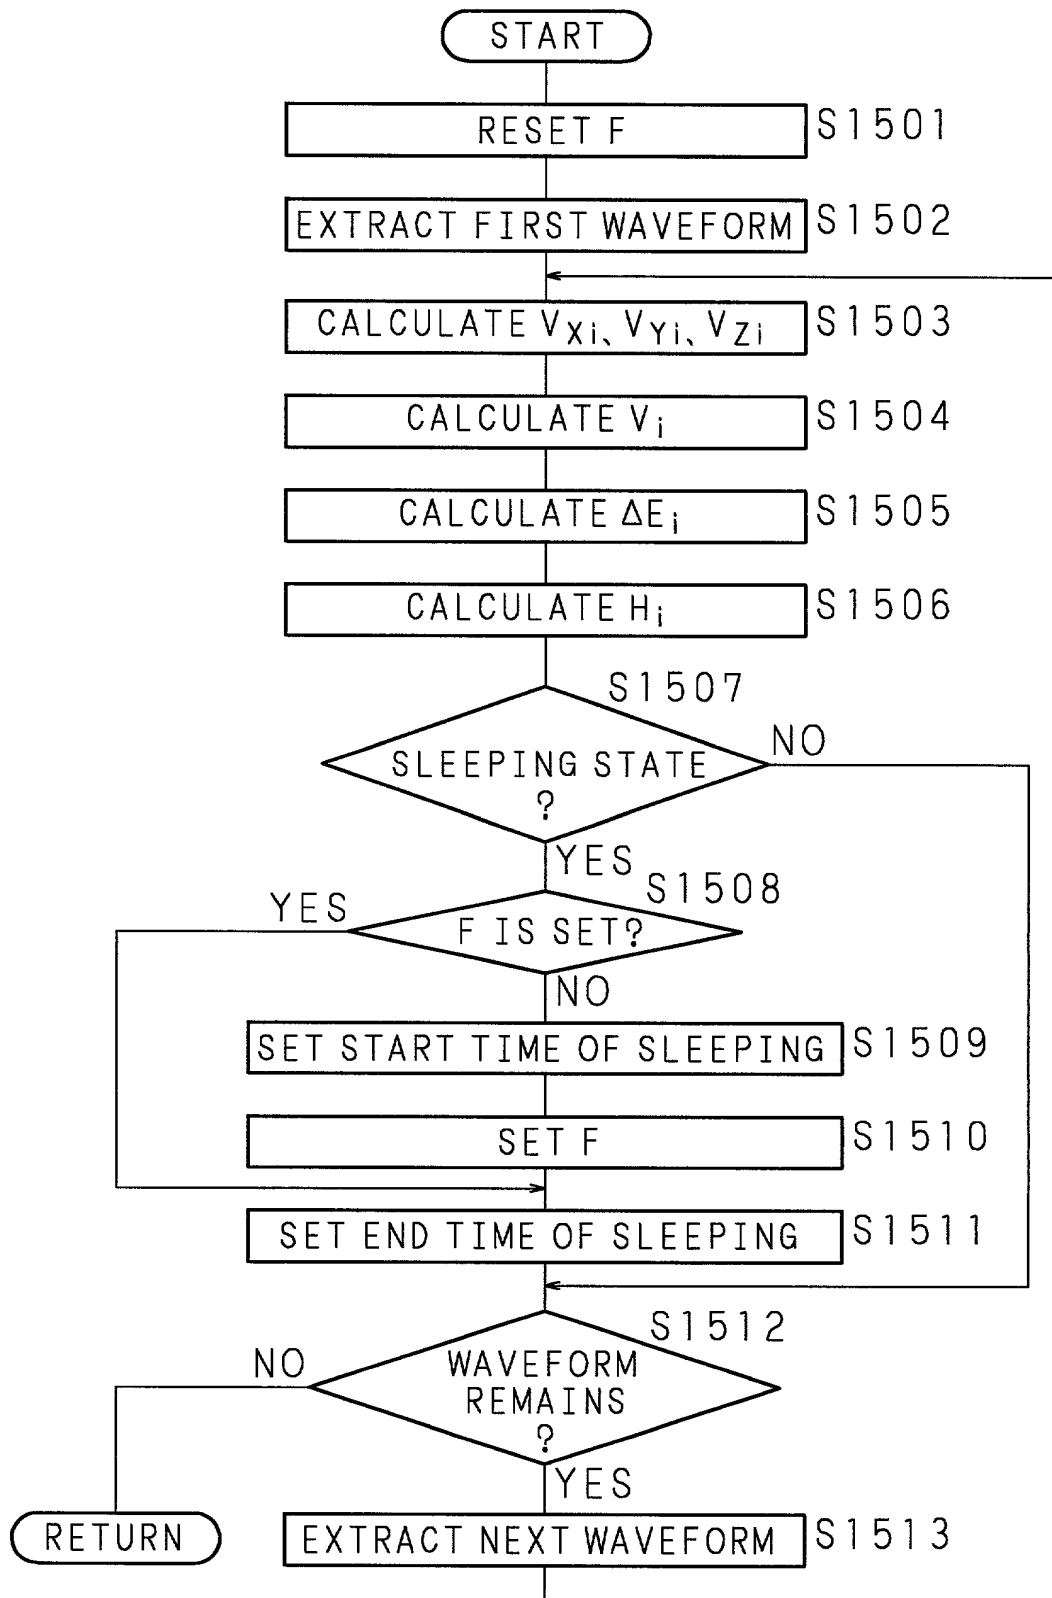 START
RESET F
S1501
EXTRACT FIRST WAVEFORM
S1502
CALCULATE VXi、VYi、VZi
S1503
CALCULATE Vi
S1504
CALCULATE ΔEi
S1505
CALCULATE Hi
S1506
S1507
SLEEPING STATE
?
NO
YES
S1508
YES
F IS SET?
NO
SET START TIME OF SLEEPING
S1509
SET F
S1510
SET END TIME OF SLEEPING
S1511
S1512
NO
WAVEFORM
REMAINS
?
YES
RETURN
EXTRACT NEXT WAVEFORM
S1513